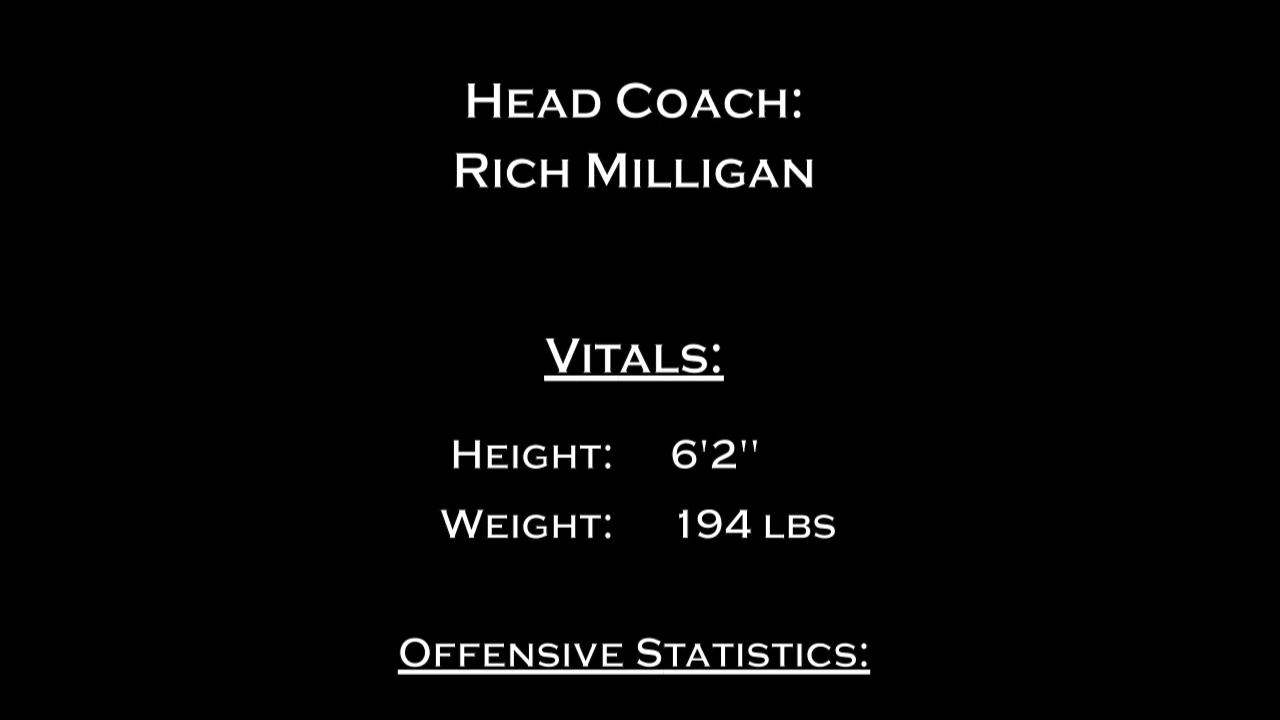 Head Coach:
Rich Milligan
Vitals:
Height: 6'2"
Weight: 194 lbs
Offensive Statistics: